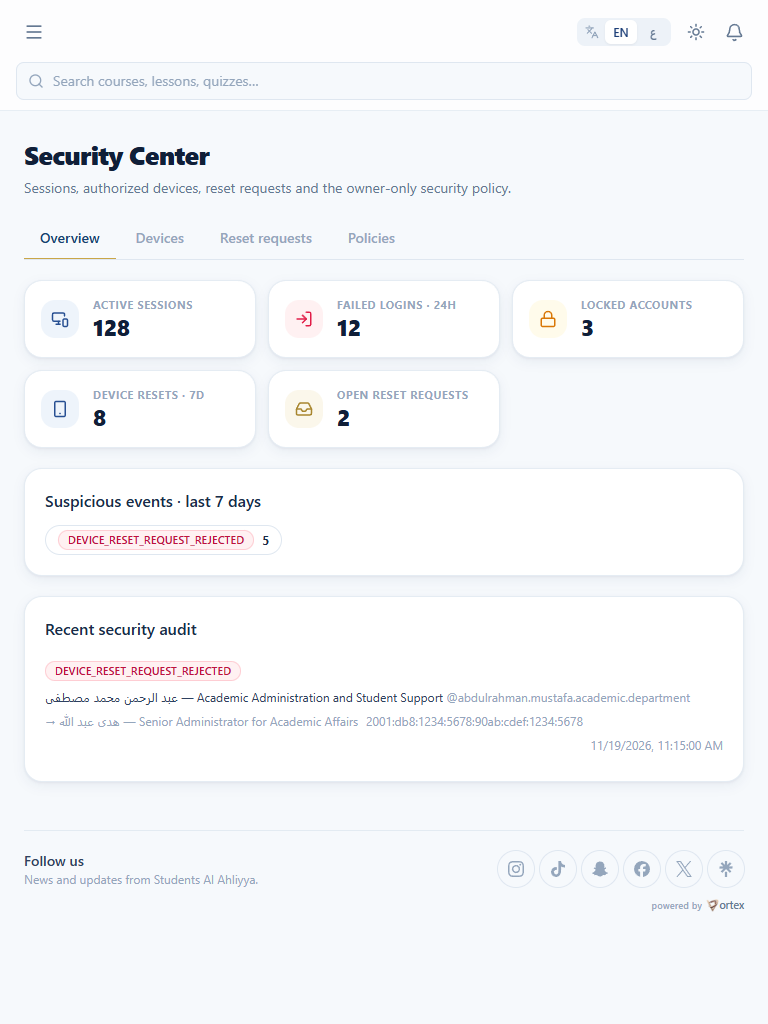 EN ع
Search courses, lessons, quizzes...
Security Center
Sessions, authorized devices, reset requests and the owner-only security policy.
Overview Devices Reset requests Policies
ACTIVE SESSIONS
128
FAILED LOGINS · 24H
12
LOCKED ACCOUNTS
3
DEVICE RESETS · 7D
8
OPEN RESET REQUESTS
2
Suspicious events · last 7 days
DEVICE_RESET_REQUEST_REJECTED 5
Recent security audit
DEVICE_RESET_REQUEST_REJECTED
عبد الرحمن محمد مصطفى — Academic Administration and Student Support @abdulrahman.mustafa.academic.department
→ هدى عبد الله — Senior Administrator for Academic Affairs 2001:db8:1234:5678:90ab:cdef:1234:5678
11/19/2026, 11:15:00 AM
Follow us
News and updates from Students Al Ahliyya.
powered by ortex